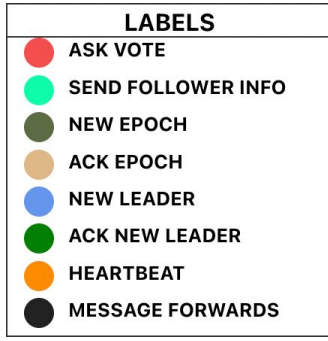 LABELS
ASK VOTE
SEND FOLLOWER INFO
NEW EPOCH
ACK EPOCH
NEW LEADER
ACK NEW LEADER
HEARTBEAT
MESSAGE FORWARDS